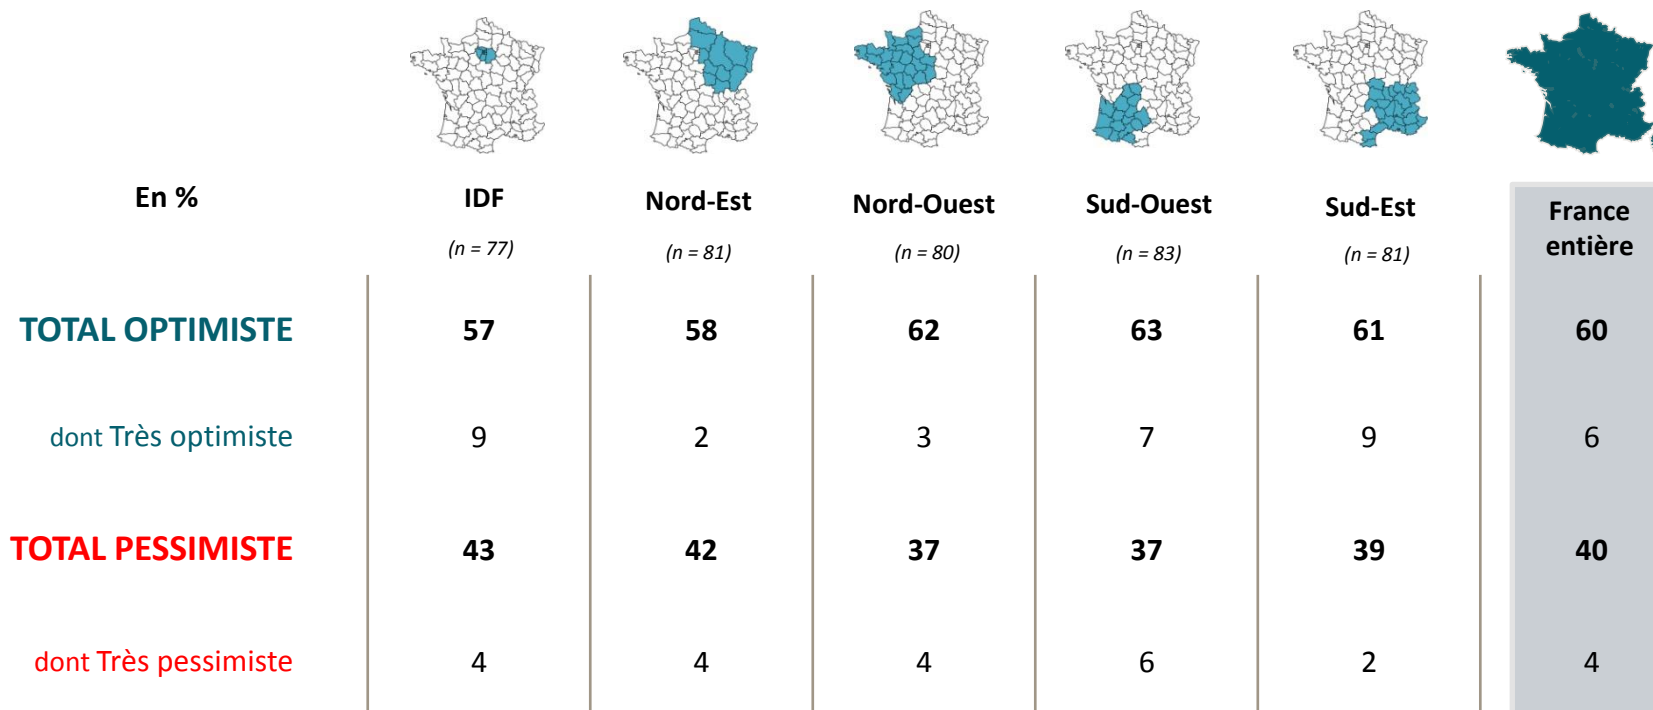 En % IDF Nord-Est Nord-Ouest Sud-Ouest Sud-Est France
entière
(n = 77) (n = 81) (n = 80) (n = 83) (n = 81)
TOTAL OPTIMISTE 57 58 62 63 61 60
dont Très optimiste 9 2 3 7 9 6
TOTAL PESSIMISTE 43 42 37 37 39 40
dont Très pessimiste 4 4 4 6 2 4